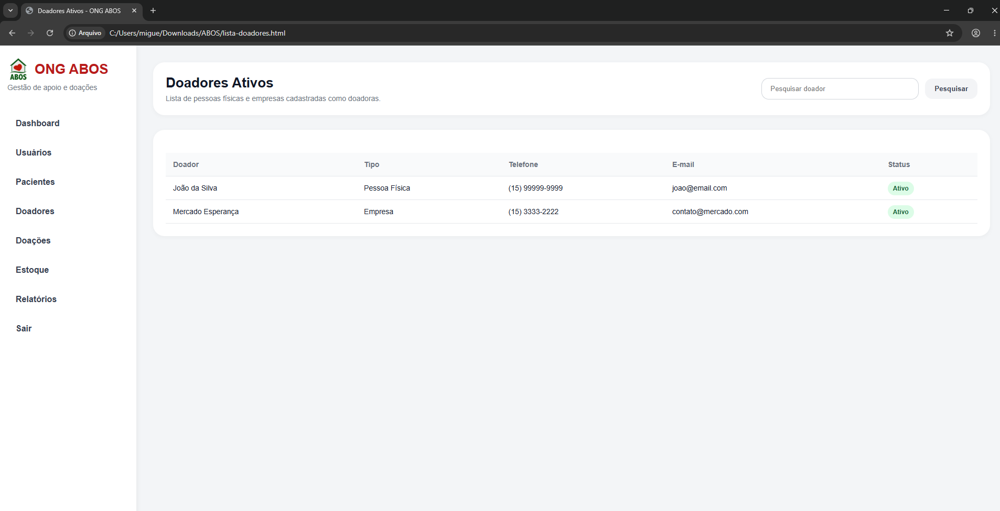 Doadores Ativos - ONG ABOS
Arquivo
C:/Users/migue/Downloads/ABOS/lista-doadores.html
ABOS
ONG ABOS
Gestão de apoio e doações
Dashboard
Usuários
Pacientes
Doadores
Doações
Estoque
Relatórios
Sair
Doadores Ativos
Lista de pessoas físicas e empresas cadastradas como doadoras.
Pesquisar doador
Pesquisar
Doador Tipo Telefone E-mail Status
João da Silva Pessoa Física (15) 99999-9999 joao@email.com Ativo
Mercado Esperança Empresa (15) 3333-2222 contato@mercado.com Ativo